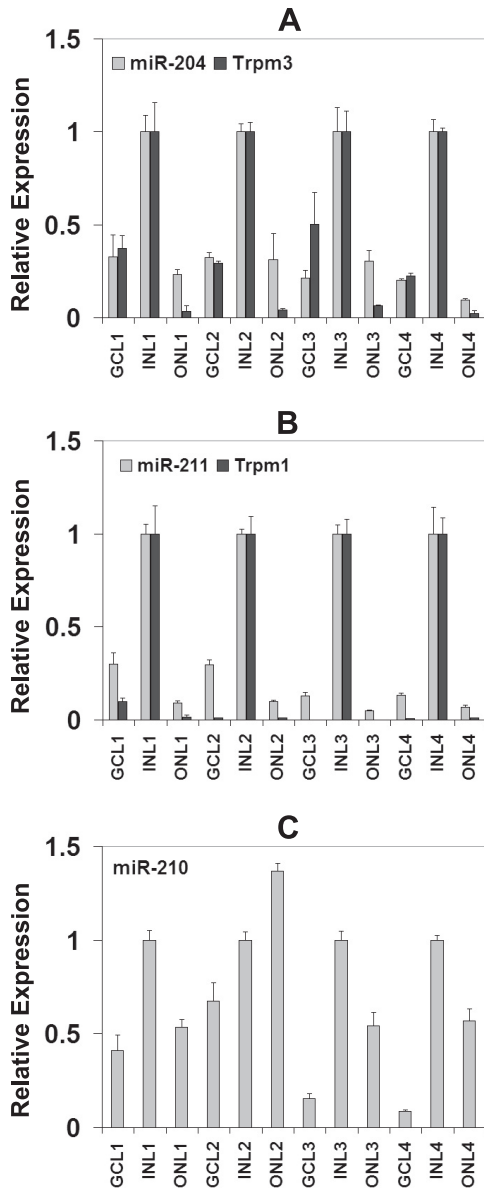 A
1.5
miR-204 Trpm3
1
0.5
0
Relative Expression
GCL1 INL1 ONL1 GCL2 INL2 ONL2 GCL3 INL3 ONL3 GCL4 INL4 ONL4
B
1.5
miR-211 Trpm1
1
0.5
0
Relative Expression
GCL1 INL1 ONL1 GCL2 INL2 ONL2 GCL3 INL3 ONL3 GCL4 INL4 ONL4
C
1.5
miR-210
1
0.5
0
Relative Expression
GCL1 INL1 ONL1 GCL2 INL2 ONL2 GCL3 INL3 ONL3 GCL4 INL4 ONL4